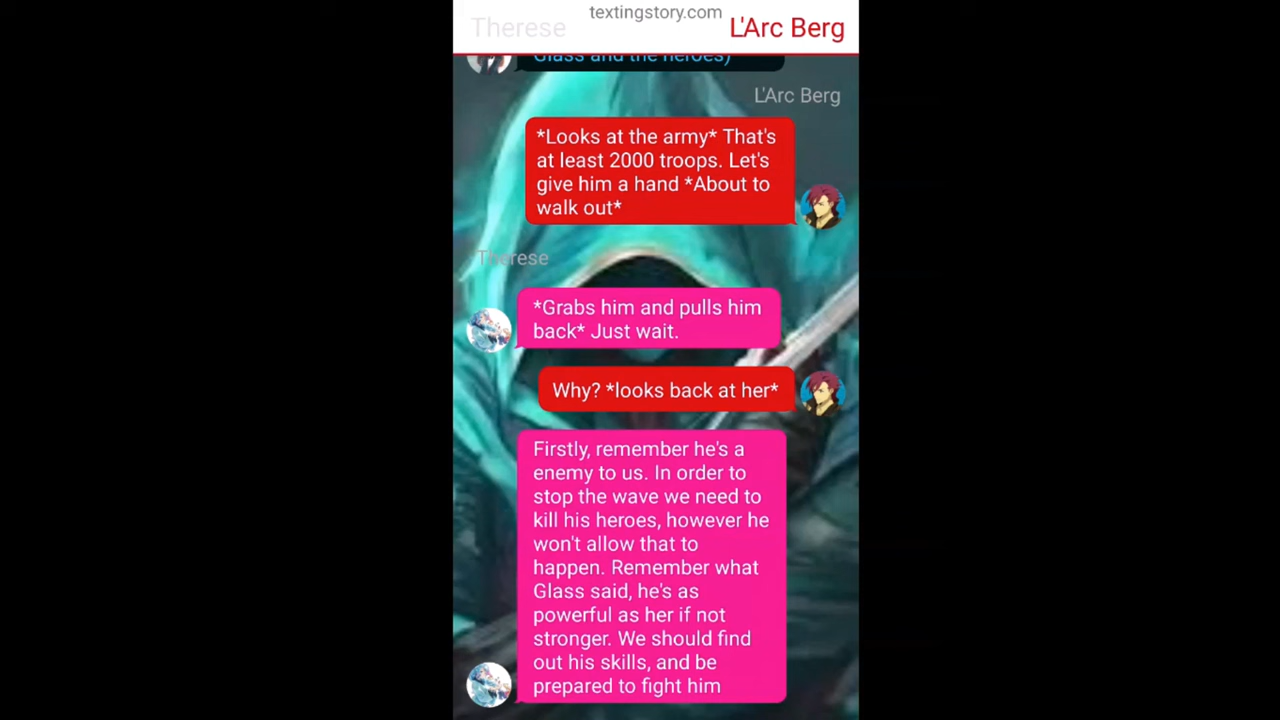 textingstory.com
Therese
L'Arc Berg
Glass and the heroes)
L'Arc Berg
*Looks at the army* That's
at least 2000 troops. Let's
give him a hand *About to
walk out*
Therese
*Grabs him and pulls him
back* Just wait.
Why? *looks back at her*
Firstly, remember he's a
enemy to us. In order to
stop the wave we need to
kill his heroes, however he
won't allow that to
happen. Remember what
Glass said, he's as
powerful as her if not
stronger. We should find
out his skills, and be
prepared to fight him